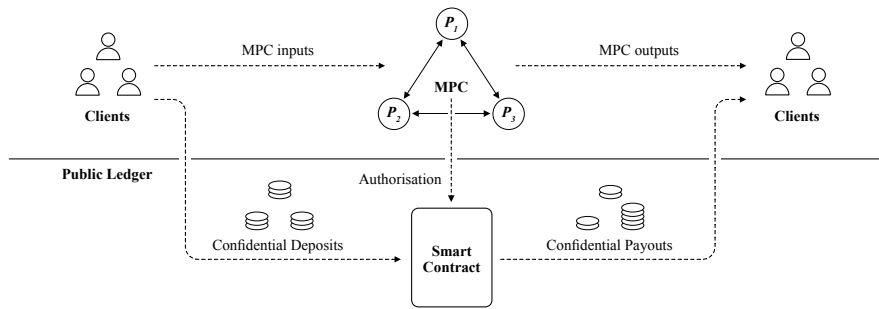 P1
MPC inputs
MPC outputs
MPC
Clients
P2
P3
Clients
Public Ledger
Authorisation
Confidential Deposits
Smart
Contract
Confidential Payouts